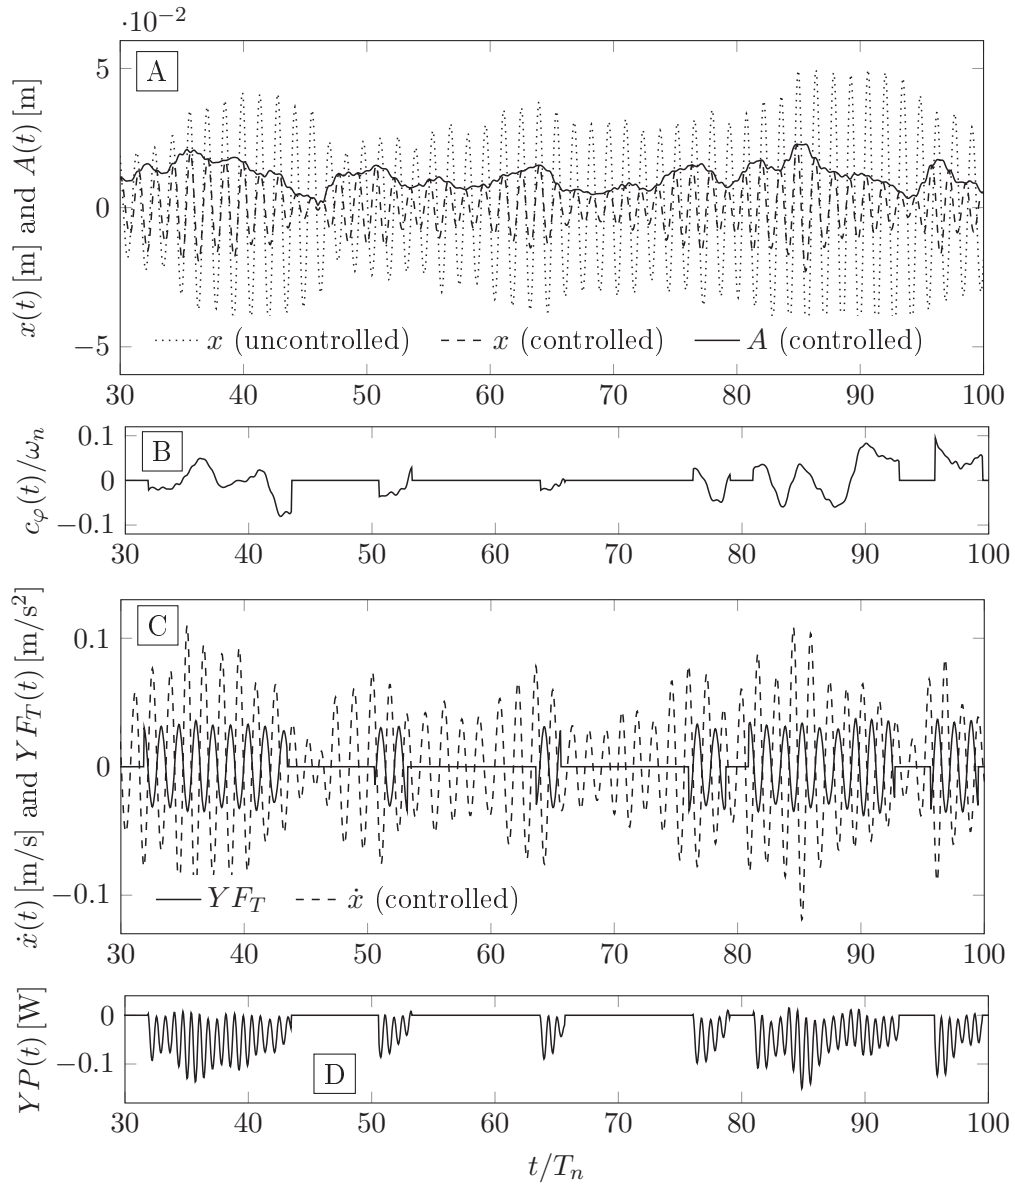 ·10⁻²
x(t) [m] and A(t) [m]
5
0
−5
A
x (uncontrolled) x (controlled) A (controlled)
30 40 50 60 70 80 90 100
cφ(t)/ωn
0.1
0
−0.1
B
30 40 50 60 70 80 90 100
ẋ(t) [m/s] and Y F_T(t) [m/s²]
0.1
0
−0.1
C
Y F_T ẋ (controlled)
30 40 50 60 70 80 90 100
Y P(t) [W]
0
−0.1
D
30 40 50 60 70 80 90 100
t/Tn